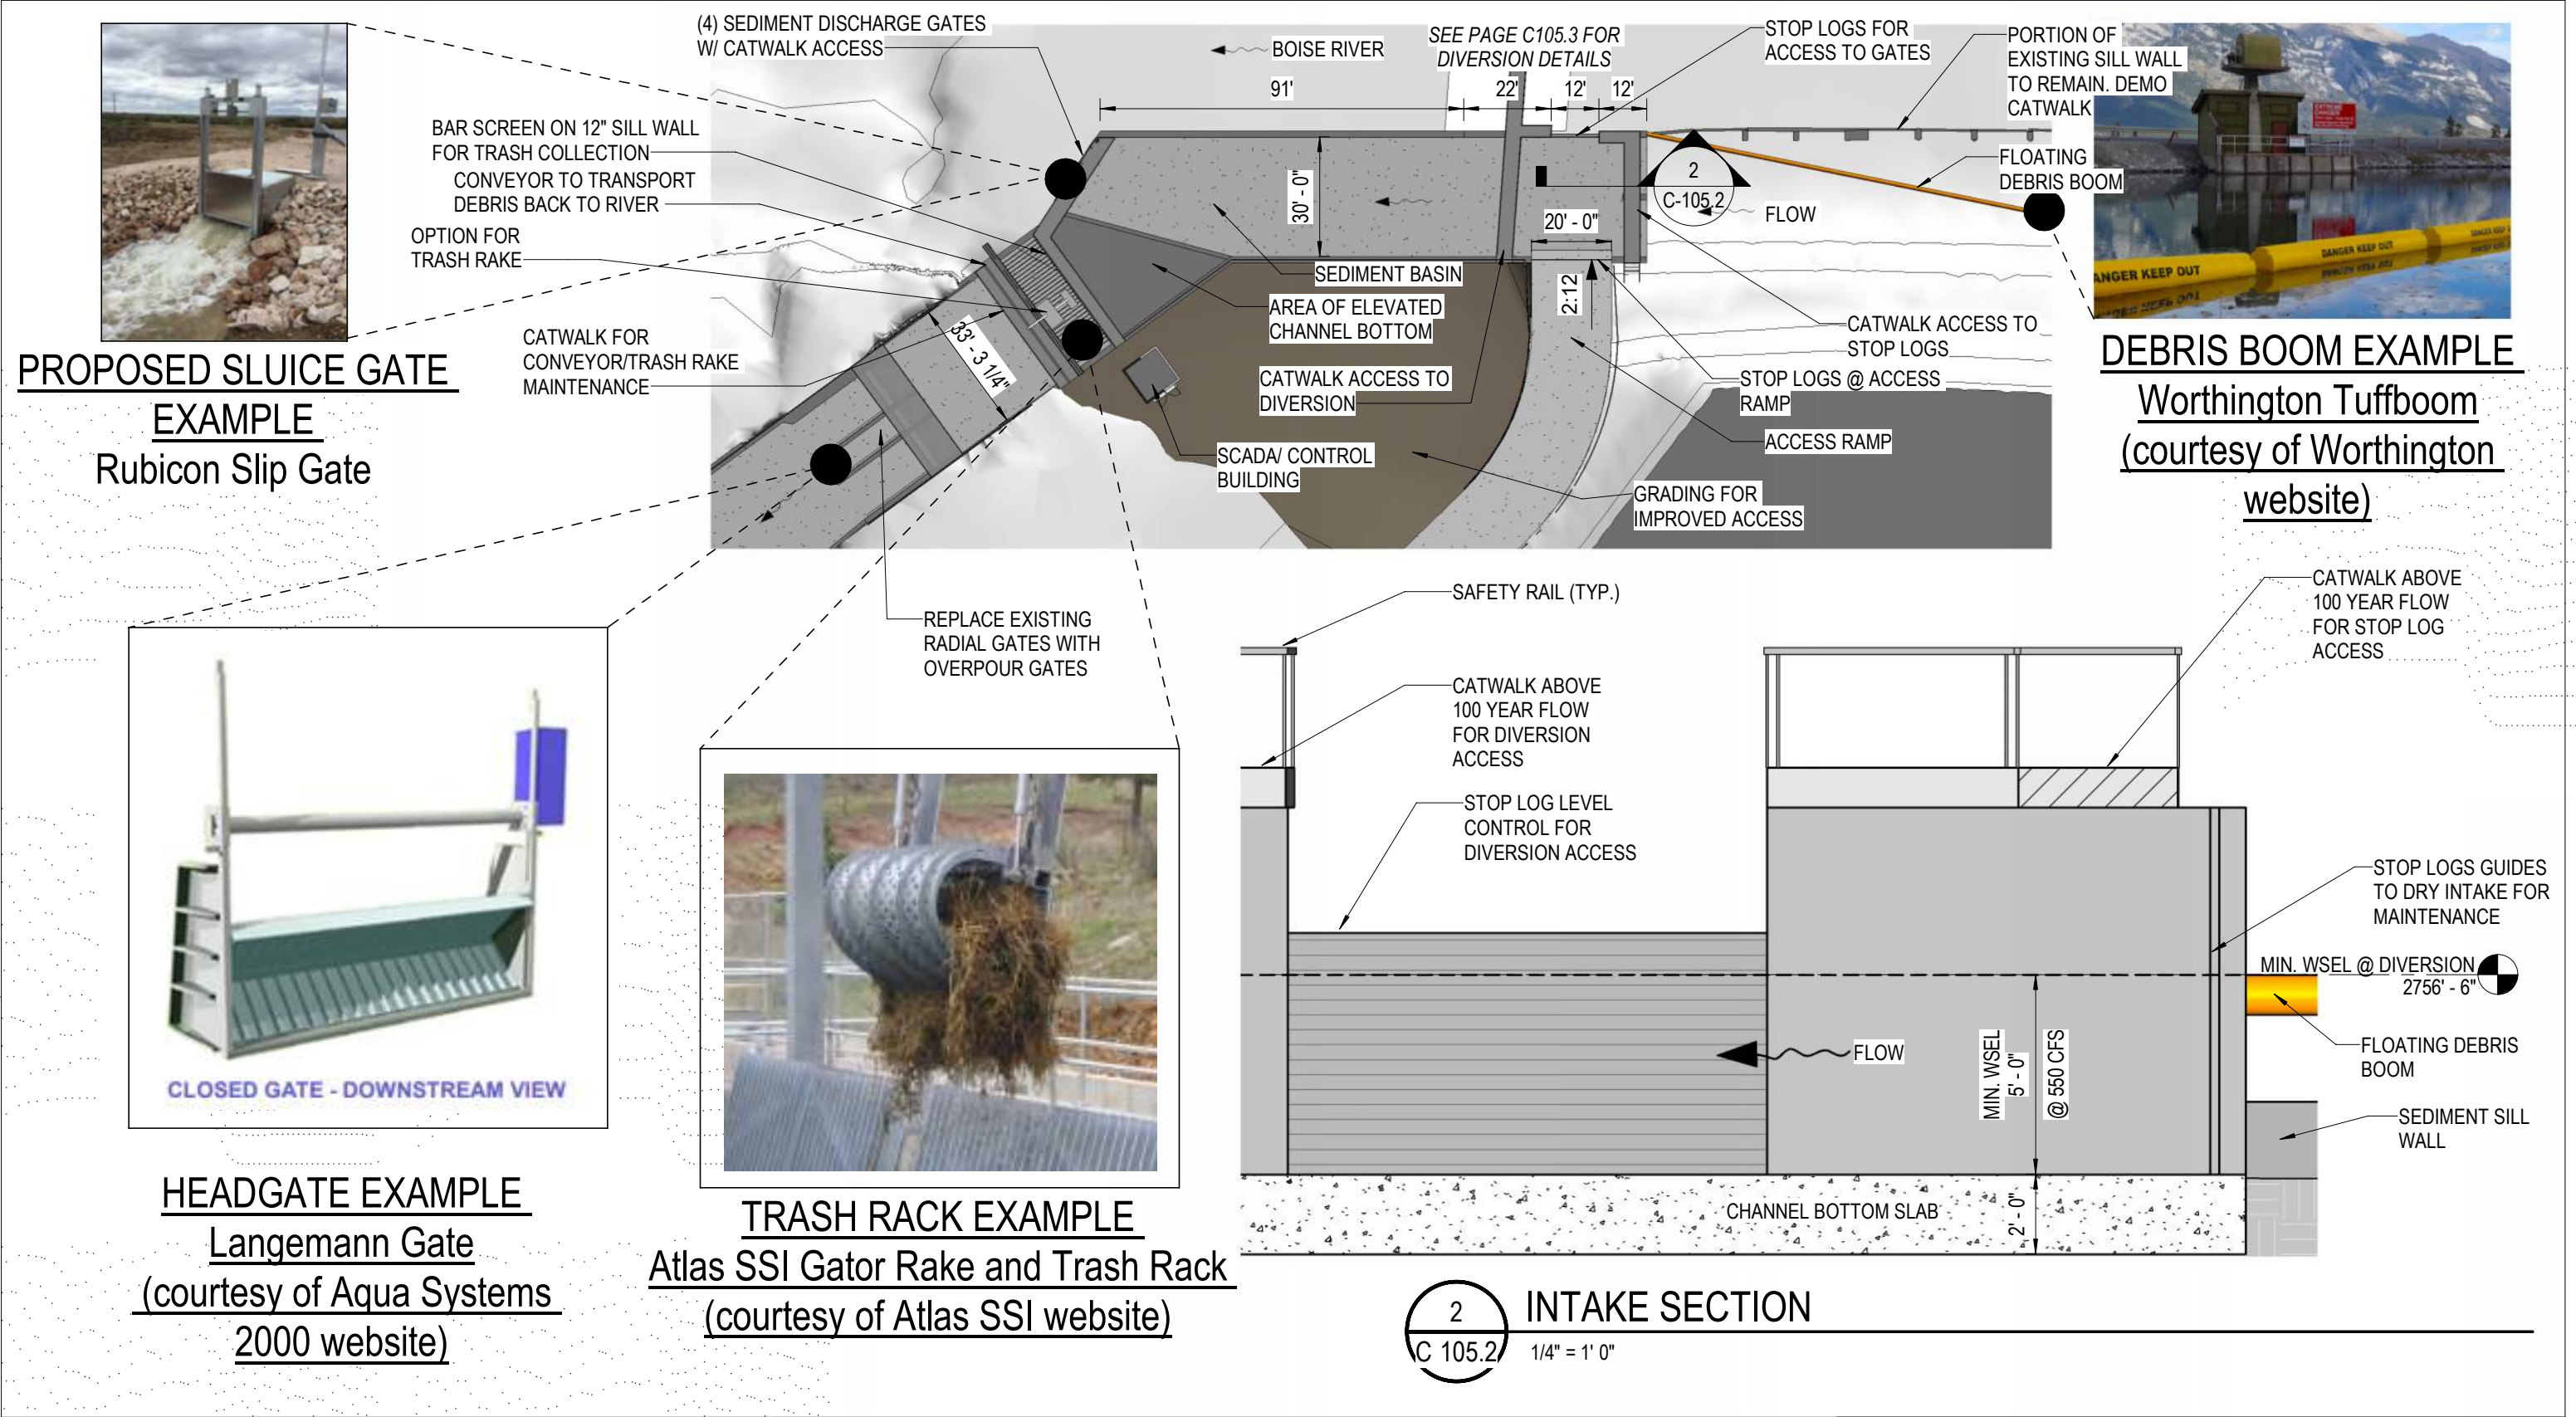 (4) SEDIMENT DISCHARGE GATES
W/ CATWALK ACCESS
BOISE RIVER
SEE PAGE C105.3 FOR
DIVERSION DETAILS
STOP LOGS FOR
ACCESS TO GATES
PORTION OF
EXISTING SILL WALL
TO REMAIN. DEMO
CATWALK
91'
22'
12'
12'
BAR SCREEN ON 12" SILL WALL
FOR TRASH COLLECTION
CONVEYOR TO TRANSPORT
DEBRIS BACK TO RIVER
OPTION FOR
TRASH RAKE
CATWALK FOR
CONVEYOR/TRASH RAKE
MAINTENANCE
30' - 0"
33' - 3 1/4"
20' - 0"
2:12
2
C-105.2
FLOW
FLOATING
DEBRIS BOOM
SEDIMENT BASIN
AREA OF ELEVATED
CHANNEL BOTTOM
CATWALK ACCESS TO
DIVERSION
SCADA/ CONTROL
BUILDING
CATWALK ACCESS TO
STOP LOGS
STOP LOGS @ ACCESS
RAMP
ACCESS RAMP
GRADING FOR
IMPROVED ACCESS
DANGER KEEP OUT
ANGER KEEP OUT
PROPOSED SLUICE GATE
EXAMPLE
Rubicon Slip Gate
DEBRIS BOOM EXAMPLE
Worthington Tuffboom
(courtesy of Worthington
website)
REPLACE EXISTING
RADIAL GATES WITH
OVERPOUR GATES
CLOSED GATE - DOWNSTREAM VIEW
HEADGATE EXAMPLE
Langemann Gate
(courtesy of Aqua Systems
2000 website)
TRASH RACK EXAMPLE
Atlas SSI Gator Rake and Trash Rack
(courtesy of Atlas SSI website)
SAFETY RAIL (TYP.)
CATWALK ABOVE
100 YEAR FLOW
FOR DIVERSION
ACCESS
STOP LOG LEVEL
CONTROL FOR
DIVERSION ACCESS
CATWALK ABOVE
100 YEAR FLOW
FOR STOP LOG
ACCESS
STOP LOGS GUIDES
TO DRY INTAKE FOR
MAINTENANCE
MIN. WSEL @ DIVERSION
2756' - 6"
FLOW
MIN. WSEL
5' - 0"
@ 550 CFS
FLOATING DEBRIS
BOOM
SEDIMENT SILL
WALL
CHANNEL BOTTOM SLAB
2' - 0"
2
C 105.2
INTAKE SECTION
1/4" = 1' 0"